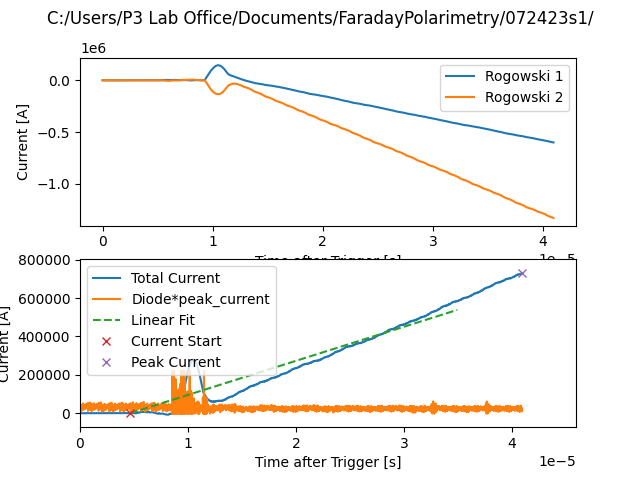 C:/Users/P3 Lab Office/Documents/FaradayPolarimetry/072423s1/
1e6
0.0
−0.5
−1.0
Current [A]
Rogowski 1
Rogowski 2
0
1
2
3
4
Time after Trigger [s]
1e−5
800000
600000
400000
200000
0
Current [A]
Total Current
Diode*peak_current
Linear Fit
Current Start
Peak Current
0
1
2
3
4
Time after Trigger [s]
1e−5